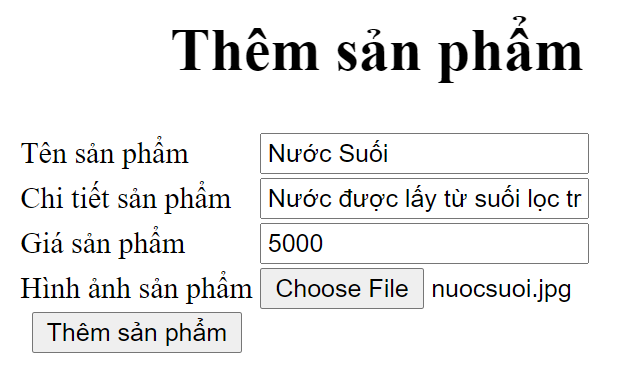 Thêm sản phẩm
Tên sản phẩm Nước Suối
Chi tiết sản phẩm Nước được lấy từ suối lọc tr
Giá sản phẩm 5000
Hình ảnh sản phẩm Choose File nuocsuoi.jpg
Thêm sản phẩm